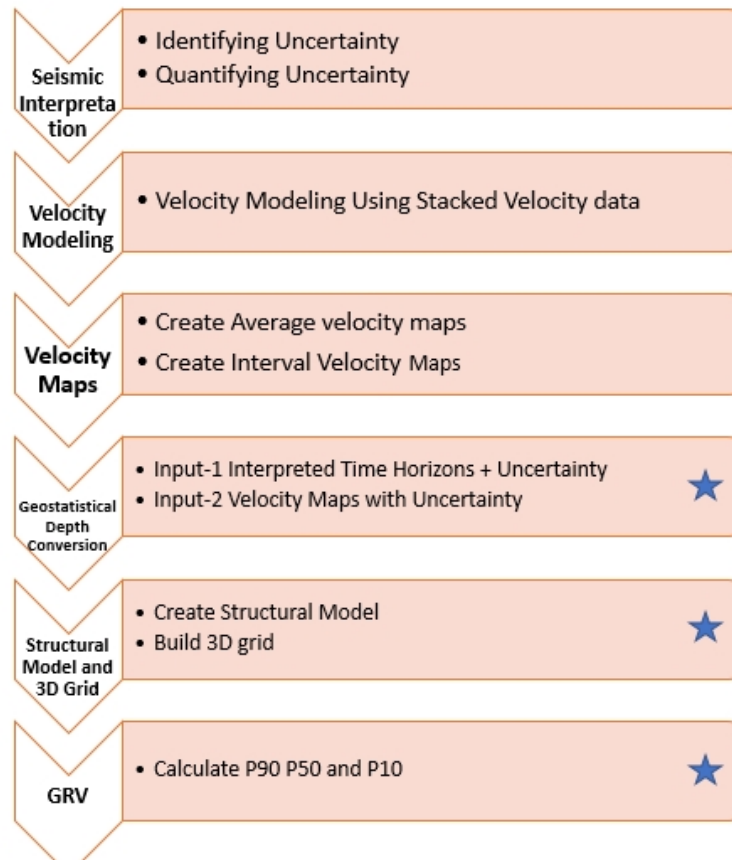 Seismic
Interpreta
tion
• Identifying Uncertainty
• Quantifying Uncertainty
Velocity
Modeling
• Velocity Modeling Using Stacked Velocity data
Velocity
Maps
• Create Average velocity maps
• Create Interval Velocity Maps
Geostatistical
Depth
Conversion
• Input-1 Interpreted Time Horizons + Uncertainty
• Input-2 Velocity Maps with Uncertainty
Structural
Model and
3D Grid
• Create Structural Model
• Build 3D grid
GRV
• Calculate P90 P50 and P10